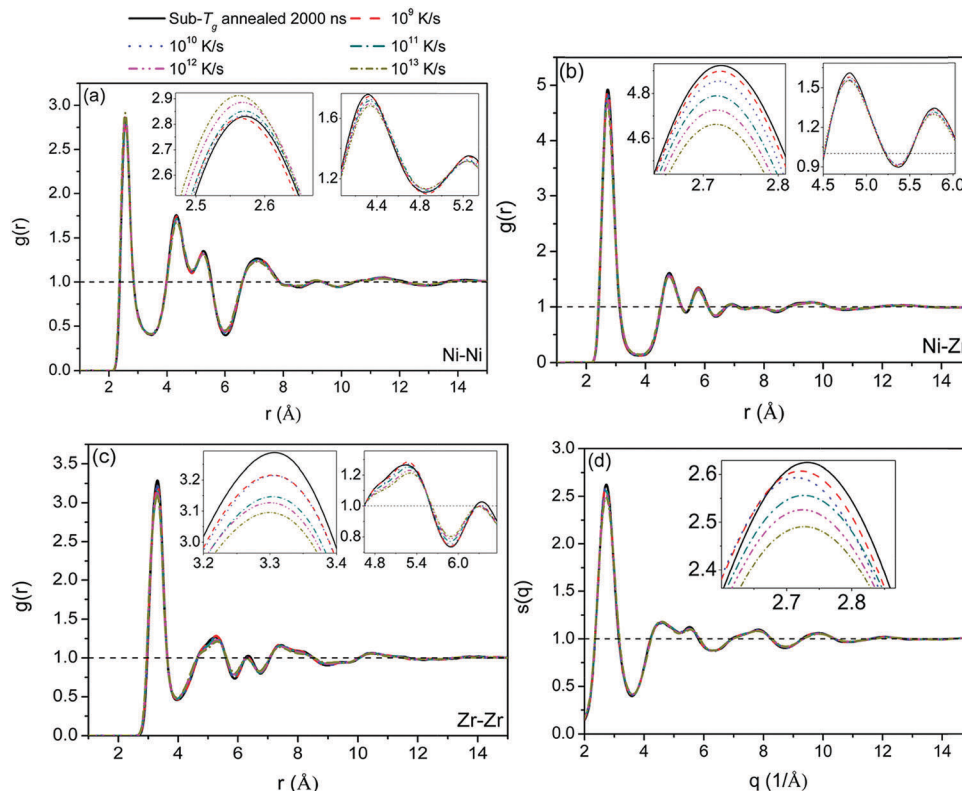 Sub-Tg annealed 2000 ns 10⁹ K/s
10¹⁰ K/s 10¹¹ K/s
10¹² K/s 10¹³ K/s
(a)
3.0
2.5
2.0
1.5
1.0
0.5
0.0
g(r)
2 4 6 8 10 12 14
r (Å)
Ni-Ni
2.9
2.8
2.7
2.6
2.5 2.6
1.6
1.2
4.4 4.8 5.2
(b)
5
4
3
2
1
0
g(r)
2 4 6 8 10 12 14
r (Å)
Ni-Zr
4.8
4.6
2.7 2.8
1.5
1.2
0.9
4.5 5.0 5.5 6.0
(c)
3.5
3.0
2.5
2.0
1.5
1.0
0.5
0.0
g(r)
2 4 6 8 10 12 14
r (Å)
Zr-Zr
3.2
3.1
3.0
3.2 3.3 3.4
1.2
1.0
0.8
4.8 5.4 6.0
(d)
3.0
2.5
2.0
1.5
1.0
0.5
0.0
s(q)
2 4 6 8 10 12 14
q (1/Å)
2.6
2.5
2.4
2.7 2.8